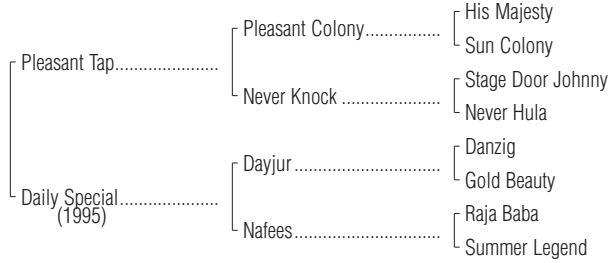 His Majesty
Pleasant Colony....................
Sun Colony
Pleasant Tap.......................
Stage Door Johnny
Never Knock ...................
Never Hula
Danzig
Dayjur ............................
Gold Beauty
Daily Special......................
(1995)
Raja Baba
Nafees............................
Summer Legend